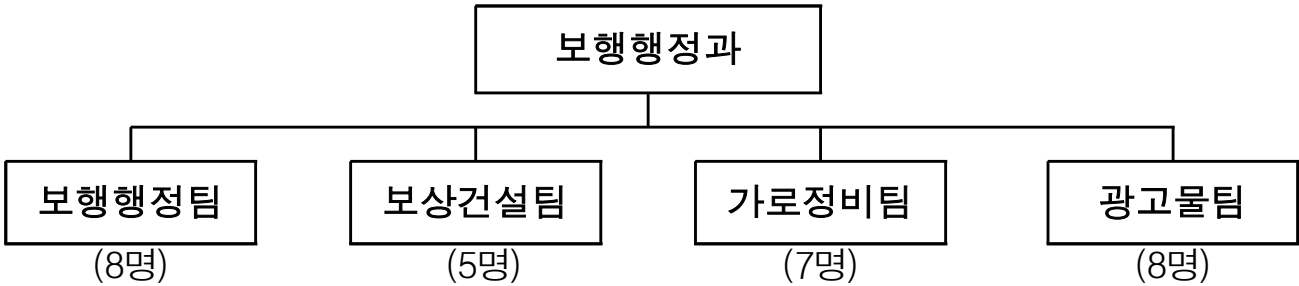 보행행정과
보행행정팀 보상건설팀 가로정비팀 광고물팀
(8명) (5명) (7명) (8명)